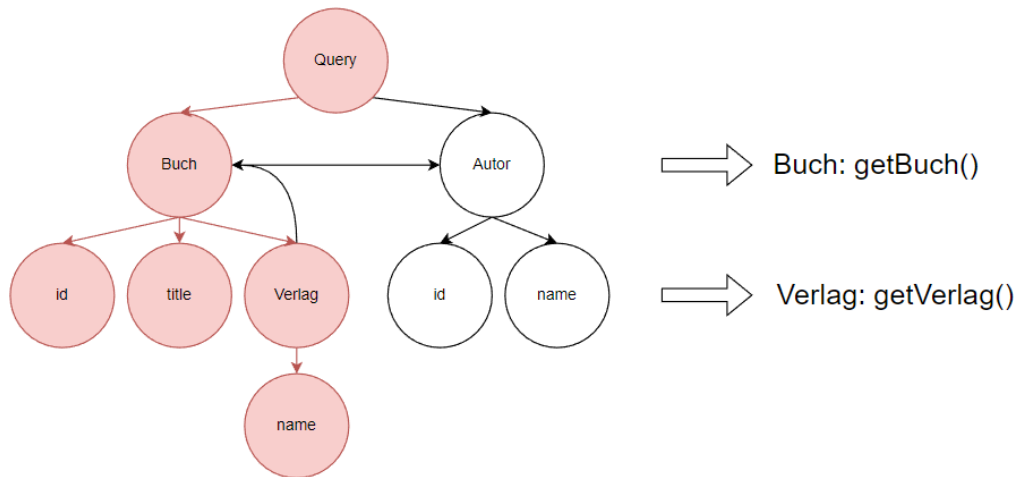 Query
Buch
Autor
Buch: getBuch()
id
title
Verlag
id
name
Verlag: getVerlag()
name